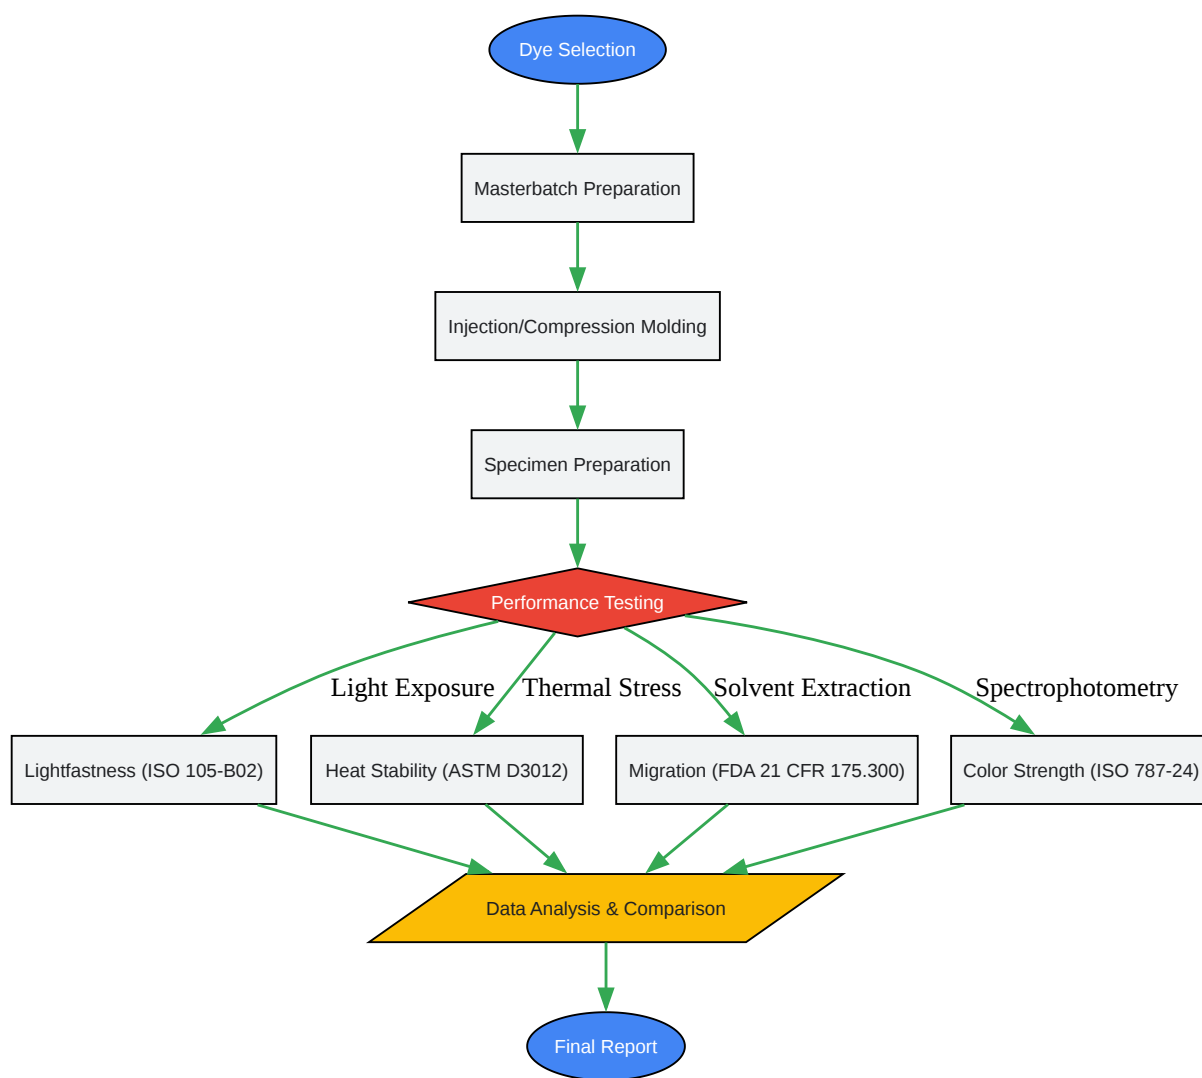 Dye Selection
Masterbatch Preparation
Injection/Compression Molding
Specimen Preparation
Performance Testing
Light Exposure
Thermal Stress
Solvent Extraction
Spectrophotometry
Lightfastness (ISO 105-B02)
Heat Stability (ASTM D3012)
Migration (FDA 21 CFR 175.300)
Color Strength (ISO 787-24)
Data Analysis & Comparison
Final Report